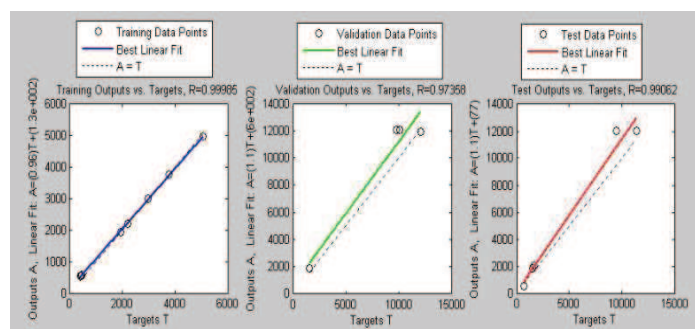 Training Data Points
Best Linear Fit
A = T
Training Outputs vs. Targets, R=0.99985
Outputs A, Linear Fit: A=(0.96)T+(1.3e+002)
6000
5000
4000
3000
2000
1000
0
0 2000 4000 6000
Targets T
Validation Data Points
Best Linear Fit
A = T
Validation Outputs vs. Targets, R=0.97358
Outputs A, Linear Fit: A=(1.1)T+(6e+002)
14000
12000
10000
8000
6000
4000
2000
0
0 5000 10000 15000
Targets T
Test Data Points
Best Linear Fit
A = T
Test Outputs vs. Targets, R=0.99062
Outputs A, Linear Fit: A=(1.1)T+(77)
14000
12000
10000
8000
6000
4000
2000
0
0 5000 10000 15000
Targets T